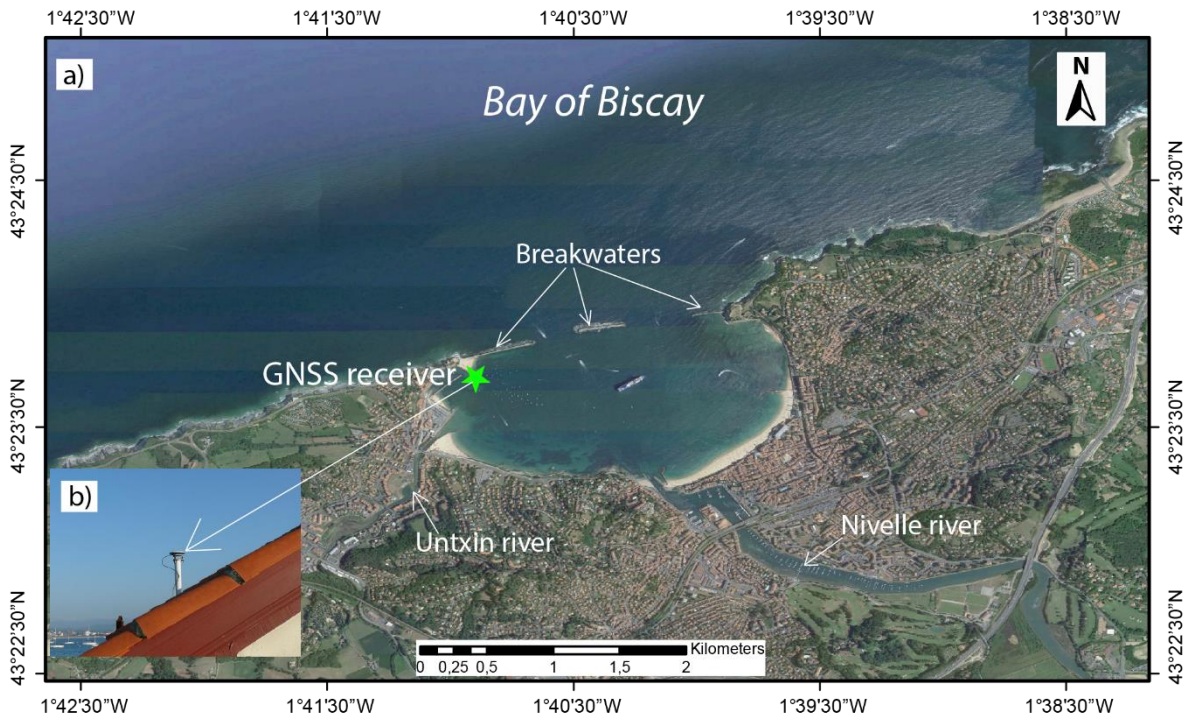 1°42'30"W 1°41'30"W 1°40'30"W 1°39'30"W 1°38'30"W
a)
Bay of Biscay
N
43°24'30"N 43°24'30"N
Breakwaters
GNSS receiver
43°23'30"N 43°23'30"N
b)
Untxin river
Nivelle river
43°22'30"N 43°22'30"N
Kilometers
0 0,25 0,5 1 1,5 2
1°42'30"W 1°41'30"W 1°40'30"W 1°39'30"W 1°38'30"W